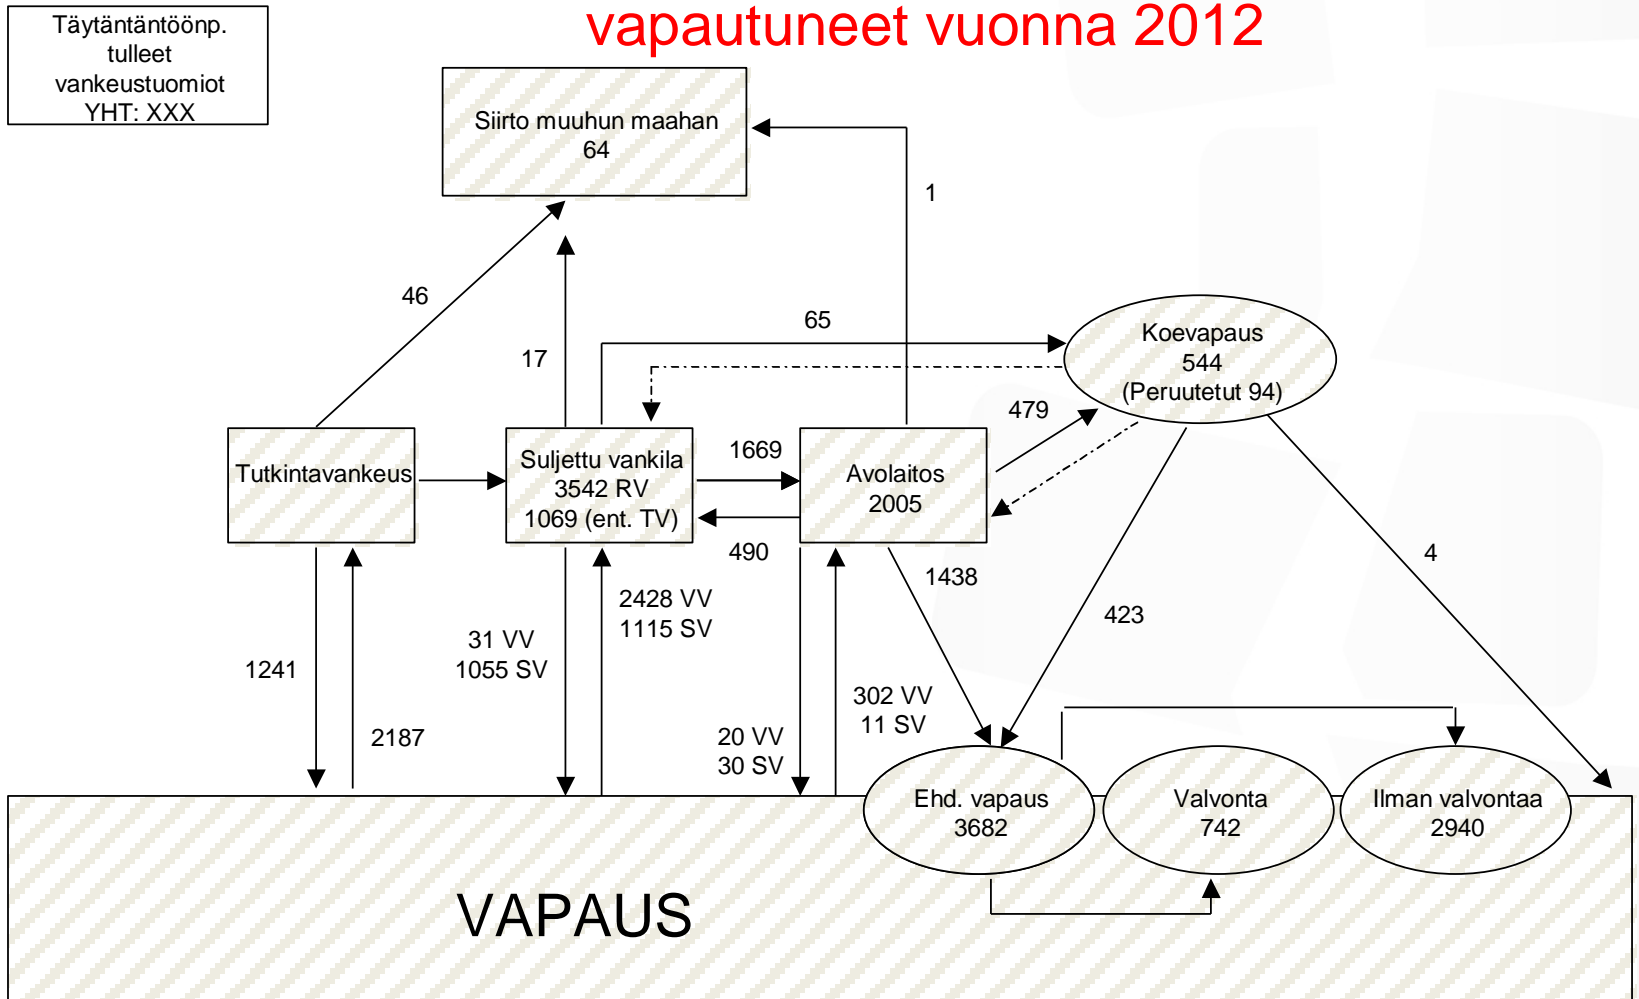 vapautuneet vuonna 2012
Täytäntäntöönp.
tulleet
vankeustuomiot
YHT: XXX
Siirto muuhun maahan
64
1
46
17
65
Koevapaus
544
(Peruutetut 94)
479
Tutkintavankeus
Suljettu vankila
3542 RV
1069 (ent. TV)
1669
490
Avolaitos
2005
1438
423
4
1241
2187
31 VV
1055 SV
2428 VV
1115 SV
20 VV
30 SV
302 VV
11 SV
Ehd. vapaus
3682
Valvonta
742
Ilman valvontaa
2940
VAPAUS